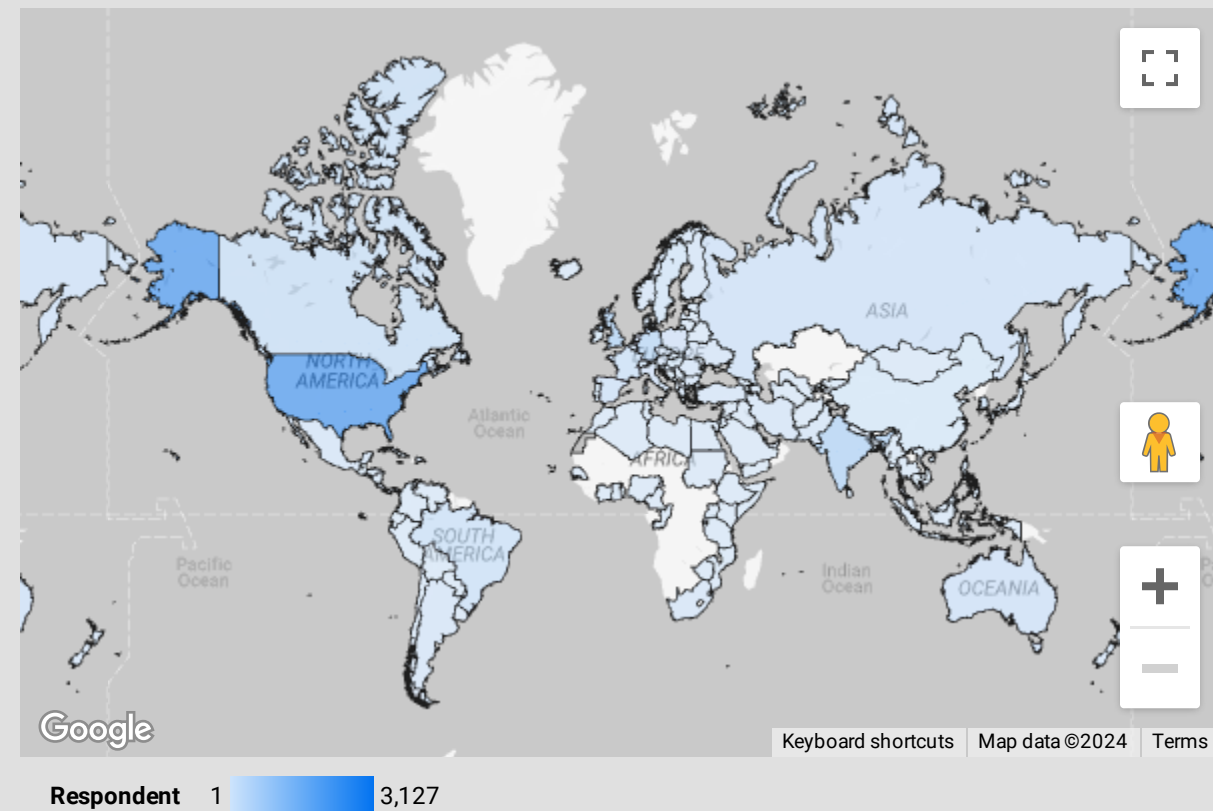 ASIA
NORTH
AMERICA
EUROPE
Atlantic
Ocean
AFRICA
SOUTH
AMERICA
Pacific
Ocean
Indian
Ocean
OCEANIA
Google
Keyboard shortcuts
Map data ©2024
Terms
Respondent 1 3,127